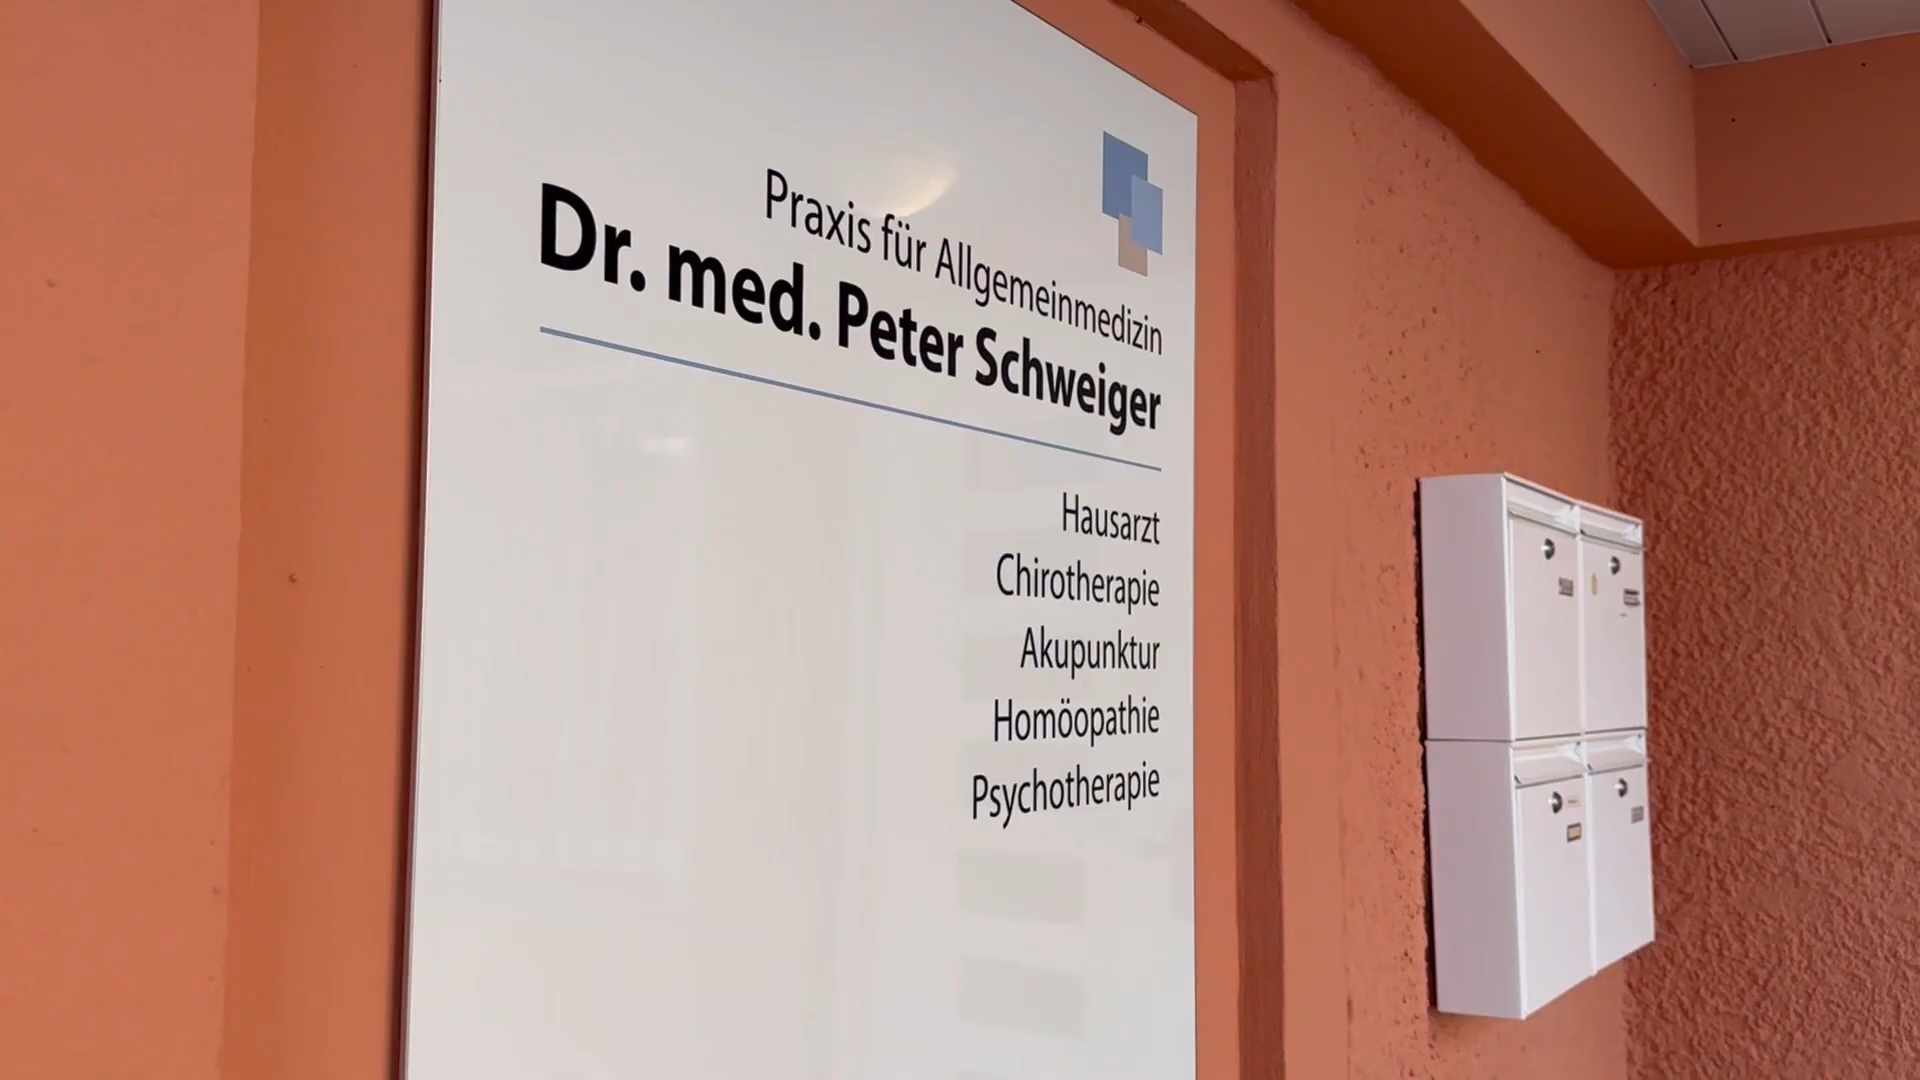 Praxis für Allgemeinmedizin
Dr. med. Peter Schweiger
Hausarzt
Chirotherapie
Akupunktur
Homöopathie
Psychotherapie